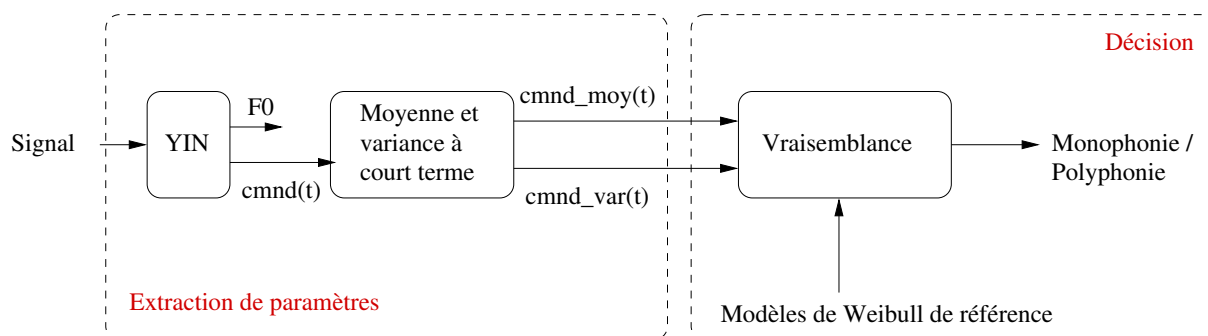 Décision
Signal
YIN
F0
cmnd(t)
Moyenne et
variance à
court terme
cmnd_moy(t)
cmnd_var(t)
Vraisemblance
Monophonie /
Polyphonie
Extraction de paramètres
Modèles de Weibull de référence